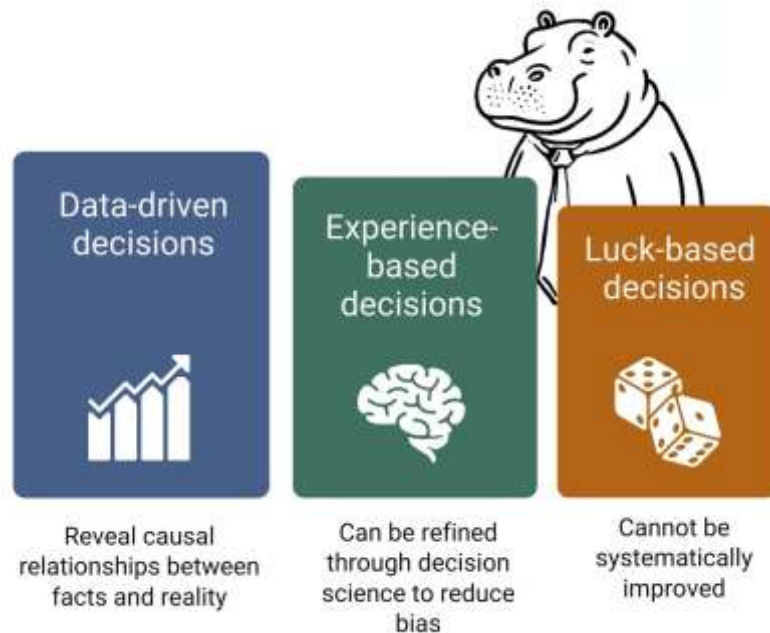 Data-driven
decisions
Experience-
based
decisions
Luck-based
decisions
Reveal causal
relationships between
facts and reality
Can be refined
through decision
science to reduce
bias
Cannot be
systematically
improved